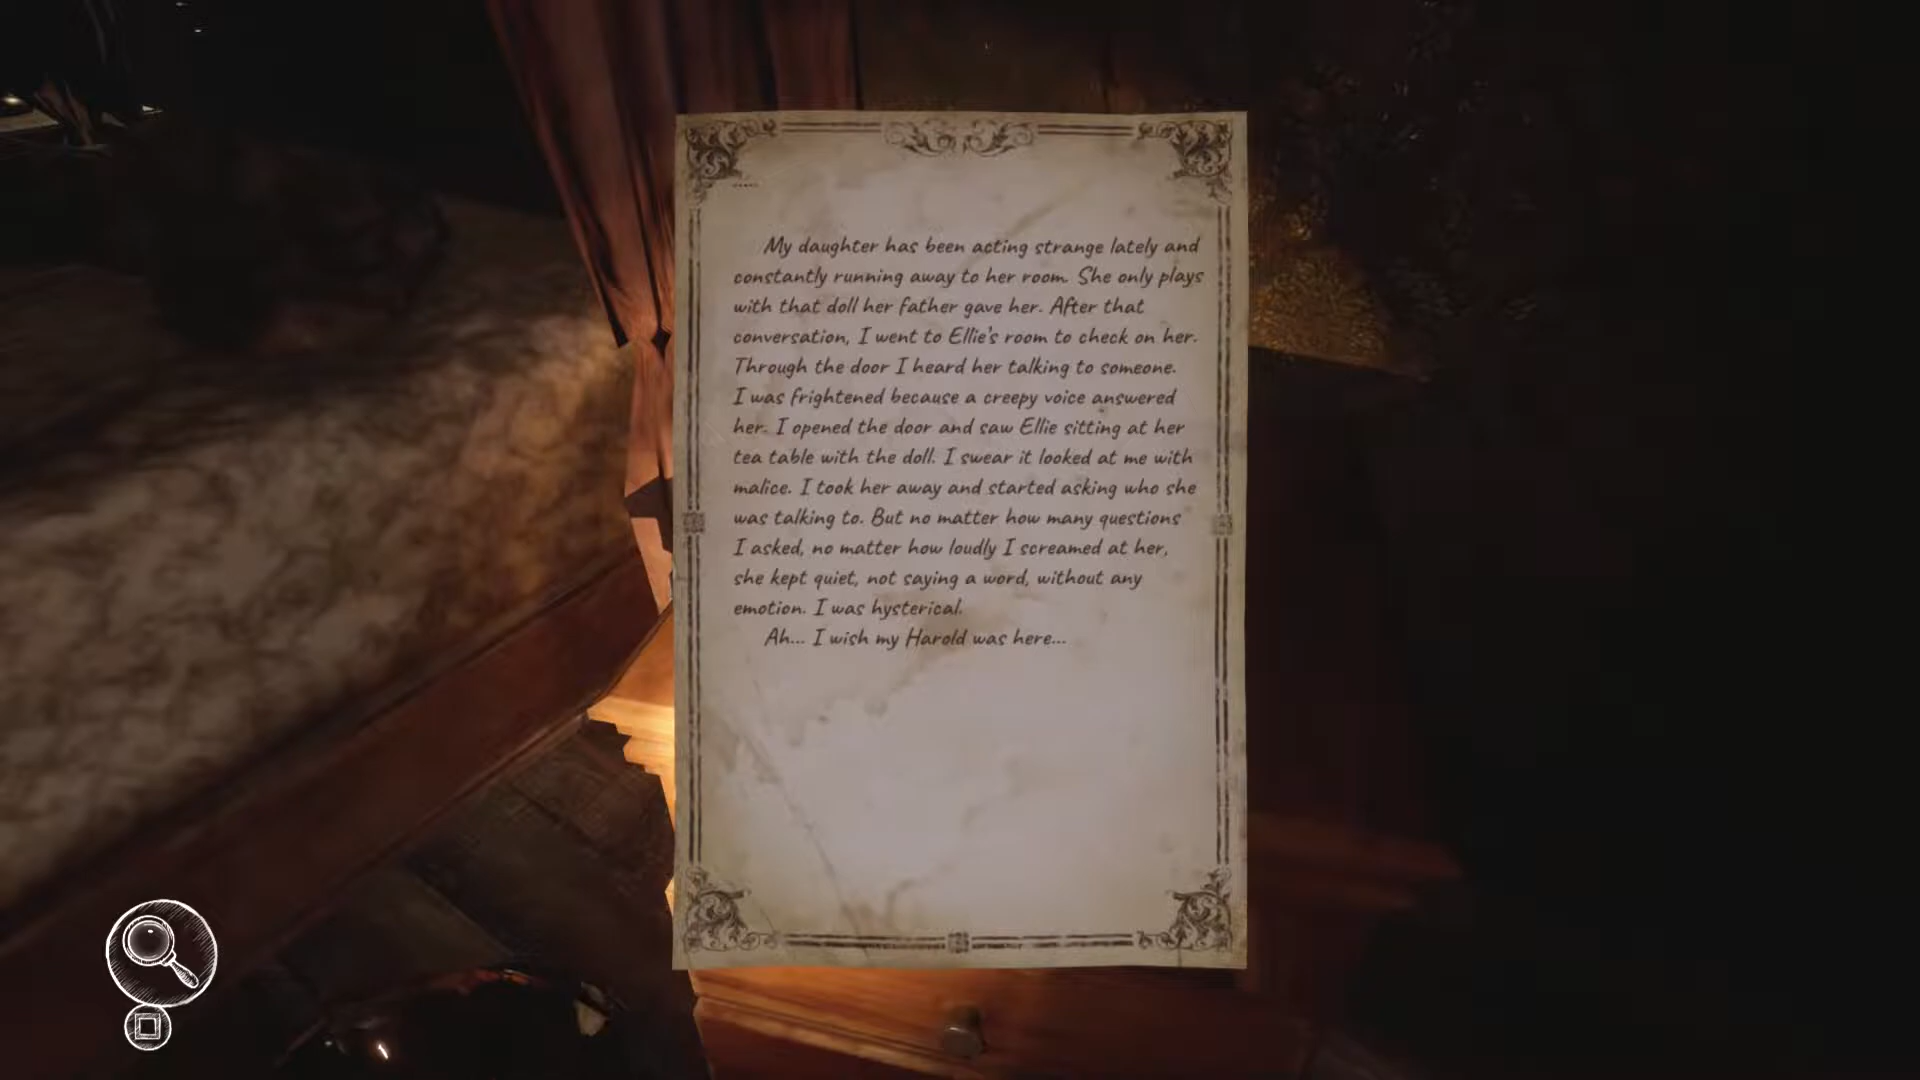 My daughter has been acting strange lately and
constantly running away to her room. She only plays
with that doll her father gave her. After that
conversation, I went to Ellie's room to check on her.
Through the door I heard her talking to someone.
I was frightened because a creepy voice answered
her. I opened the door and saw Ellie sitting at her
tea table with the doll. I swear it looked at me with
malice. I took her away and started asking who she
was talking to. But no matter how many questions
I asked, no matter how loudly I screamed at her,
she kept quiet, not saying a word, without any
emotion. I was hysterical.
Ah... I wish my Harold was here...